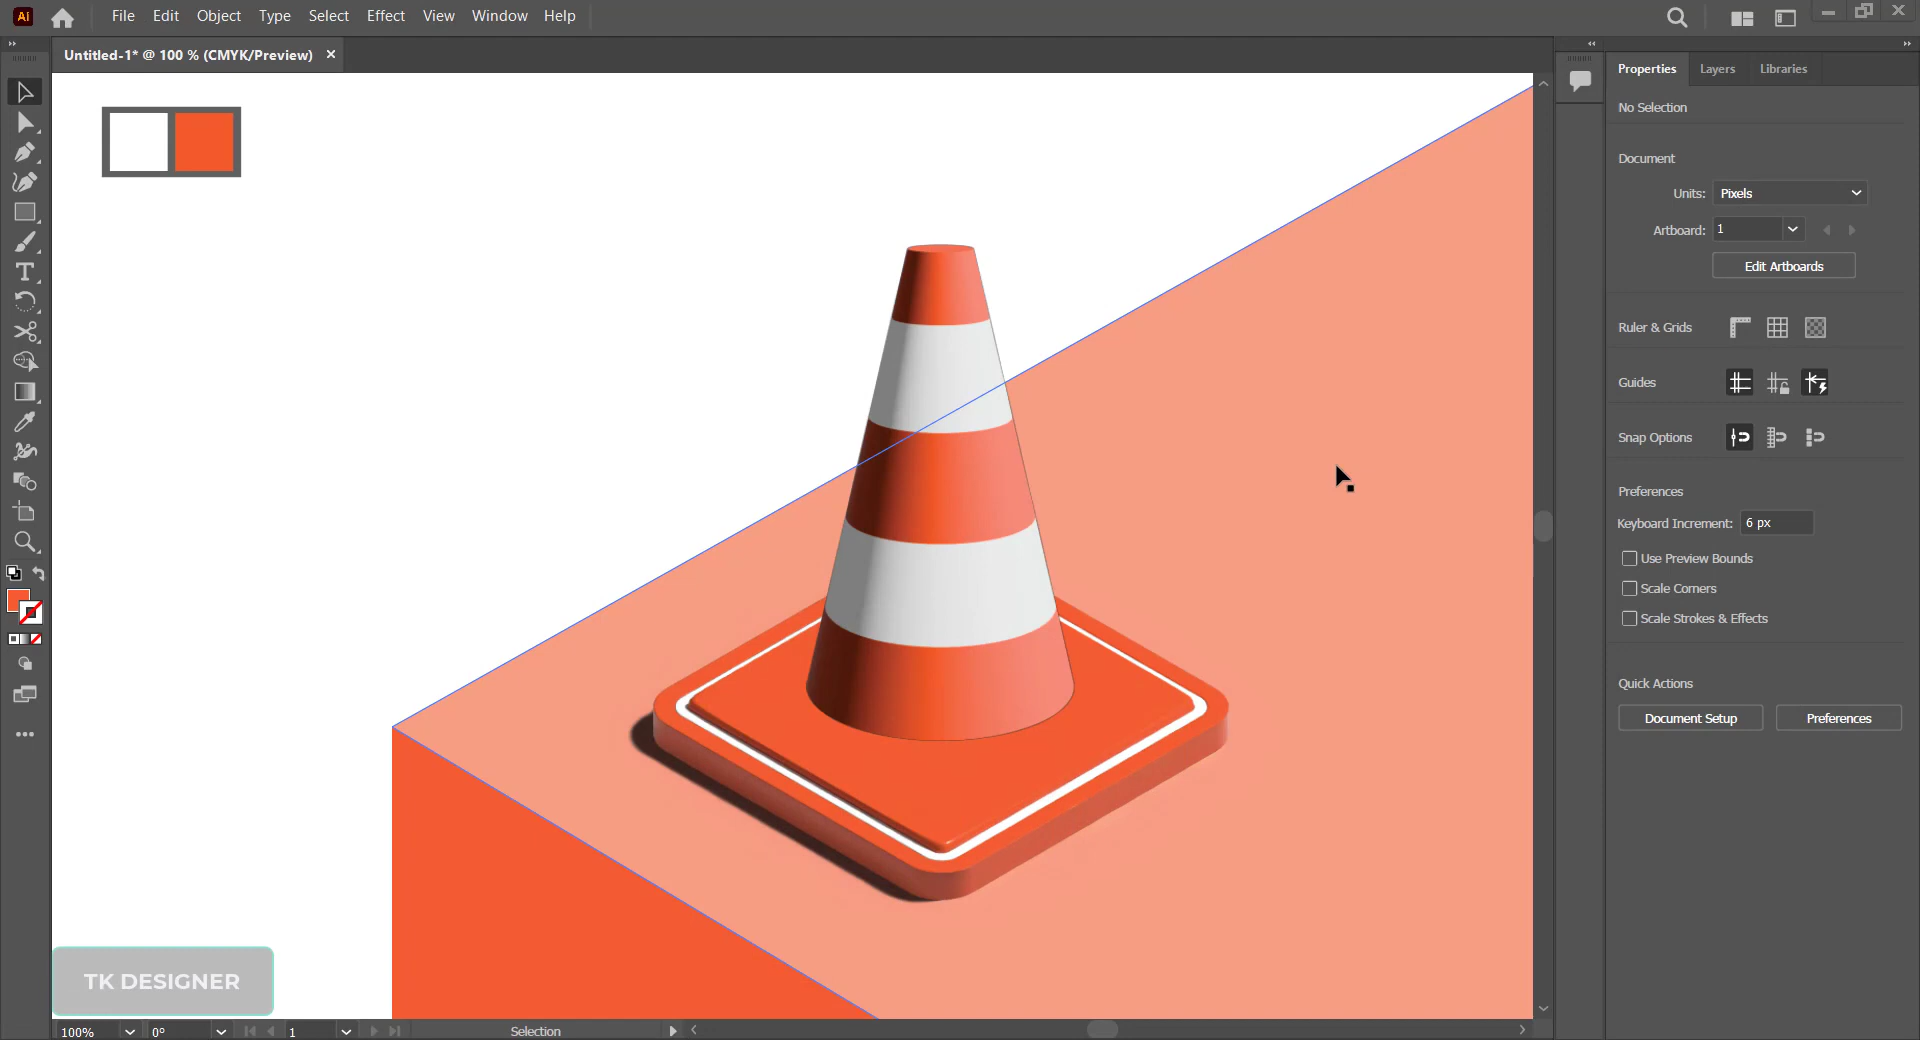 Ai File Edit Object Type Select Effect View Window Help
Untitled-1* @ 100 % (CMYK/Preview) ×
Properties Layers Libraries
No Selection
Document
Units: Pixels
Artboard: 1
Edit Artboards
Ruler & Grids
Guides
Snap Options
Preferences
Keyboard Increment: 6 px
Use Preview Bounds
Scale Corners
Scale Strokes & Effects
Quick Actions
Document Setup Preferences
TK DESIGNER
100% 0° 1 Selection